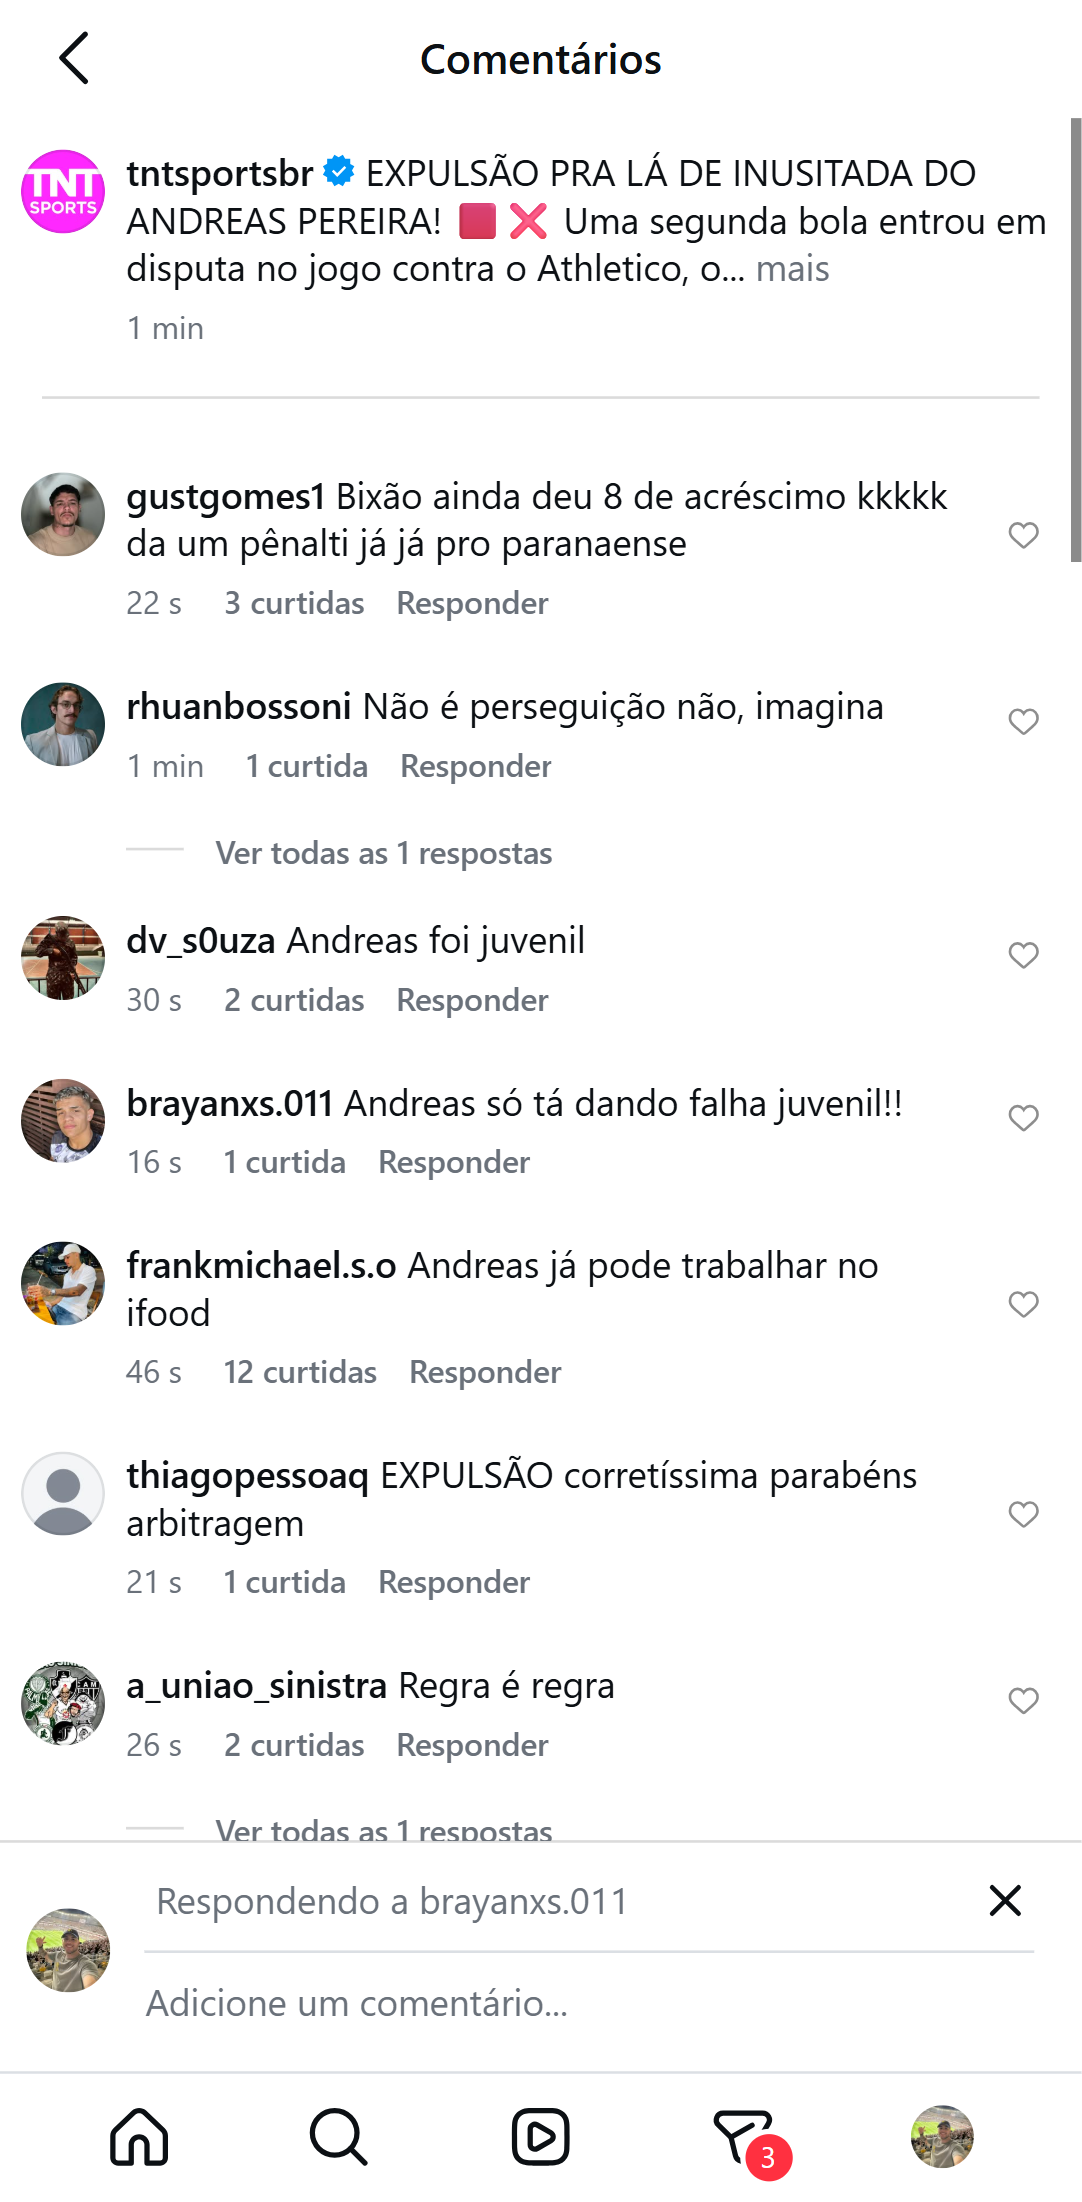 Comentários
TNT
SPORTS
tntsportsbr EXPULSÃO PRA LÁ DE INUSITADA DO
ANDREAS PEREIRA! 🟥❌ Uma segunda bola entrou em
disputa no jogo contra o Athletico, o... mais
1 min
gustgomes1 Bixão ainda deu 8 de acréscimo kkkkk
da um pênalti já já pro paranaense
22 s 3 curtidas Responder
rhuanbossoni Não é perseguição não, imagina
1 min 1 curtida Responder
Ver todas as 1 respostas
dv_s0uza Andreas foi juvenil
30 s 2 curtidas Responder
brayanxs.011 Andreas só tá dando falha juvenil!!
16 s 1 curtida Responder
frankmichael.s.o Andreas já pode trabalhar no
ifood
46 s 12 curtidas Responder
thiagopessoaq EXPULSÃO corretíssima parabéns
arbitragem
21 s 1 curtida Responder
a_uniao_sinistra Regra é regra
26 s 2 curtidas Responder
Ver todas as 1 respostas
Respondendo a brayanxs.011
Adicione um comentário...
3